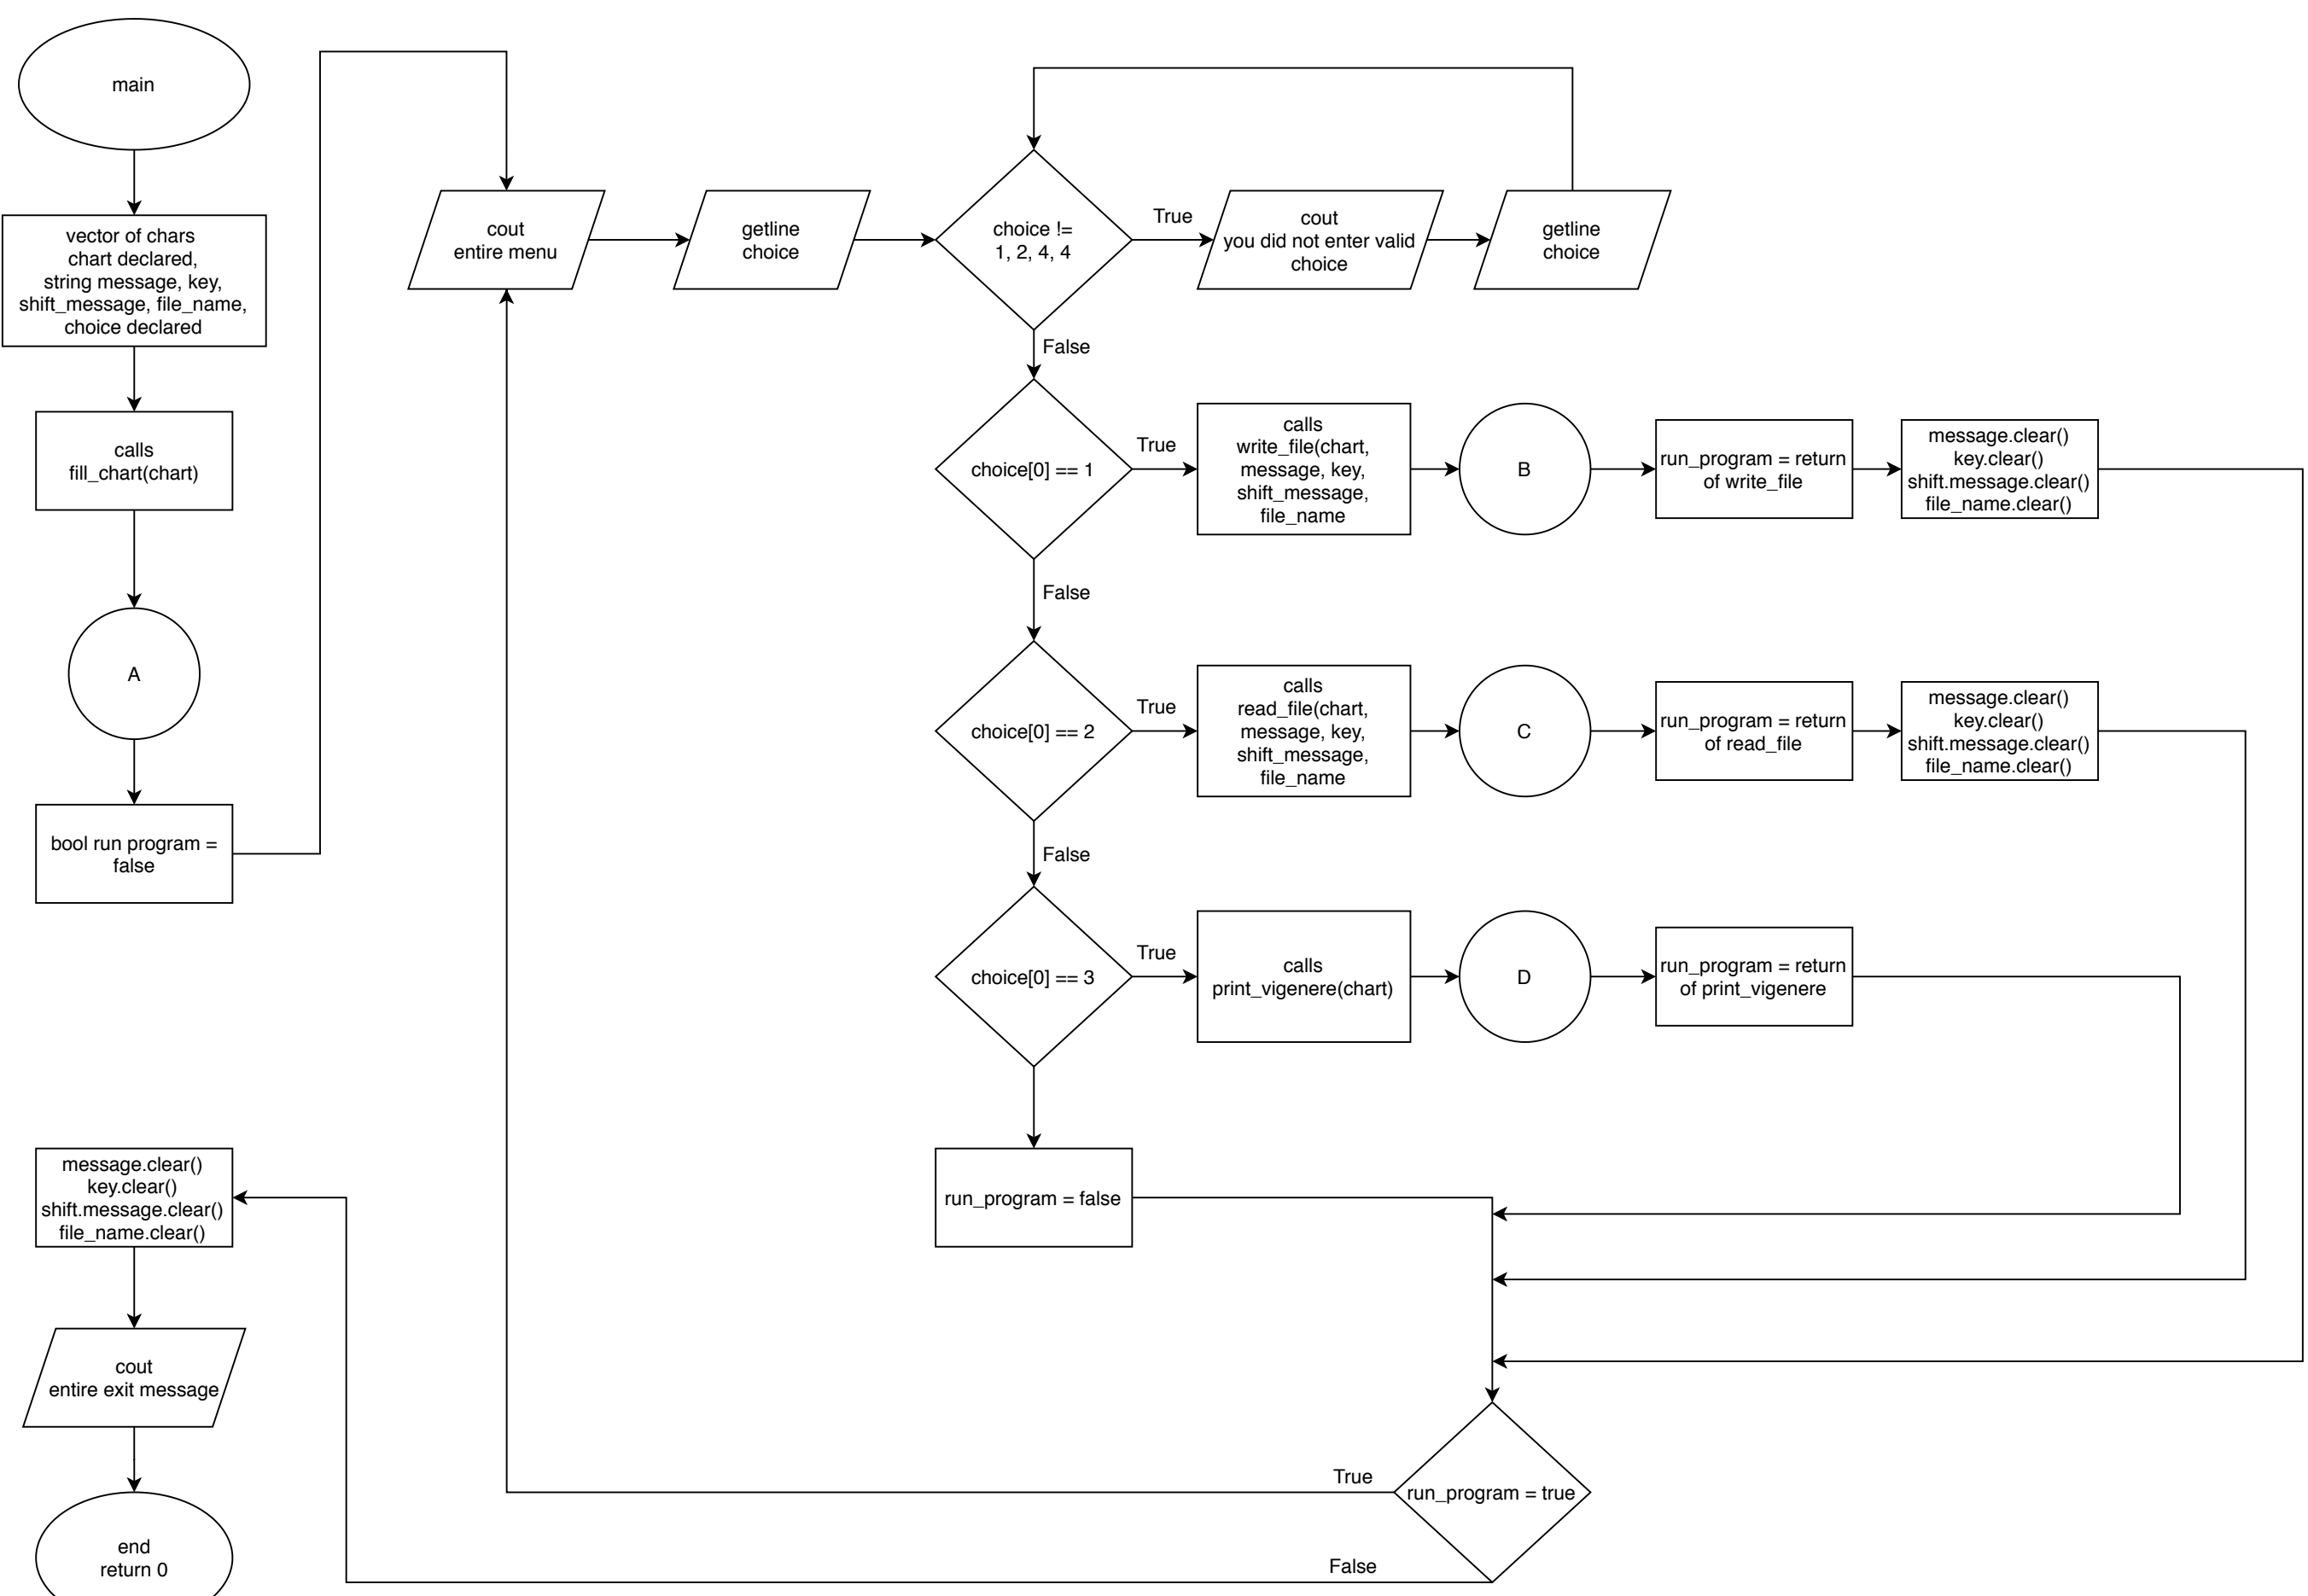 main
vector of chars
chart declared,
string message, key,
shift_message, file_name,
choice declared
calls
fill_chart(chart)
A
bool run program =
false
cout
entire menu
getline
choice
choice !=
1, 2, 4, 4
True
cout
you did not enter valid
choice
getline
choice
False
choice[0] == 1
True
calls
write_file(chart,
message, key,
shift_message,
file_name
B
run_program = return
of write_file
message.clear()
key.clear()
shift.message.clear()
file_name.clear()
False
choice[0] == 2
True
calls
read_file(chart,
message, key,
shift_message,
file_name
C
run_program = return
of read_file
message.clear()
key.clear()
shift.message.clear()
file_name.clear()
False
choice[0] == 3
True
calls
print_vigenere(chart)
D
run_program = return
of print_vigenere
run_program = false
run_program = true
True
False
message.clear()
key.clear()
shift.message.clear()
file_name.clear()
cout
entire exit message
end
return 0